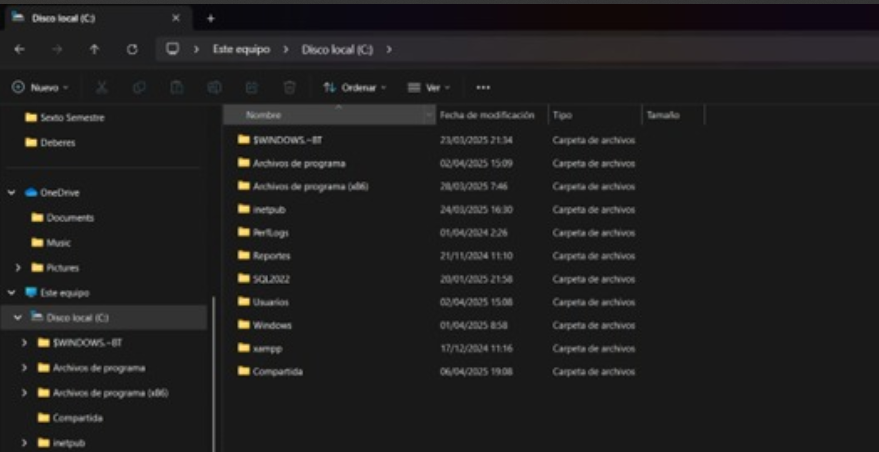 Disco local (C:)
Este equipo > Disco local (C:) >
Nuevo
Ordenar
Ver
Sexto Semestre
Deberes
OneDrive
Documents
Music
Pictures
Este equipo
Disco local (C:)
$WINDOWS.~BT
Archivos de programa
Archivos de programa (x86)
Compartida
inetpub
Nombre Fecha de modificación Tipo Tamaño
$WINDOWS.~BT 23/03/2025 21:34 Carpeta de archivos
Archivos de programa 02/04/2025 15:09 Carpeta de archivos
Archivos de programa (x86) 28/03/2025 7:46 Carpeta de archivos
inetpub 24/03/2025 16:30 Carpeta de archivos
PerfLogs 01/04/2024 2:26 Carpeta de archivos
Reportes 21/11/2024 11:10 Carpeta de archivos
SQL2022 20/01/2025 21:58 Carpeta de archivos
Usuarios 02/04/2025 15:08 Carpeta de archivos
Windows 01/04/2025 8:58 Carpeta de archivos
xampp 17/12/2024 11:16 Carpeta de archivos
Compartida 06/04/2025 19:08 Carpeta de archivos